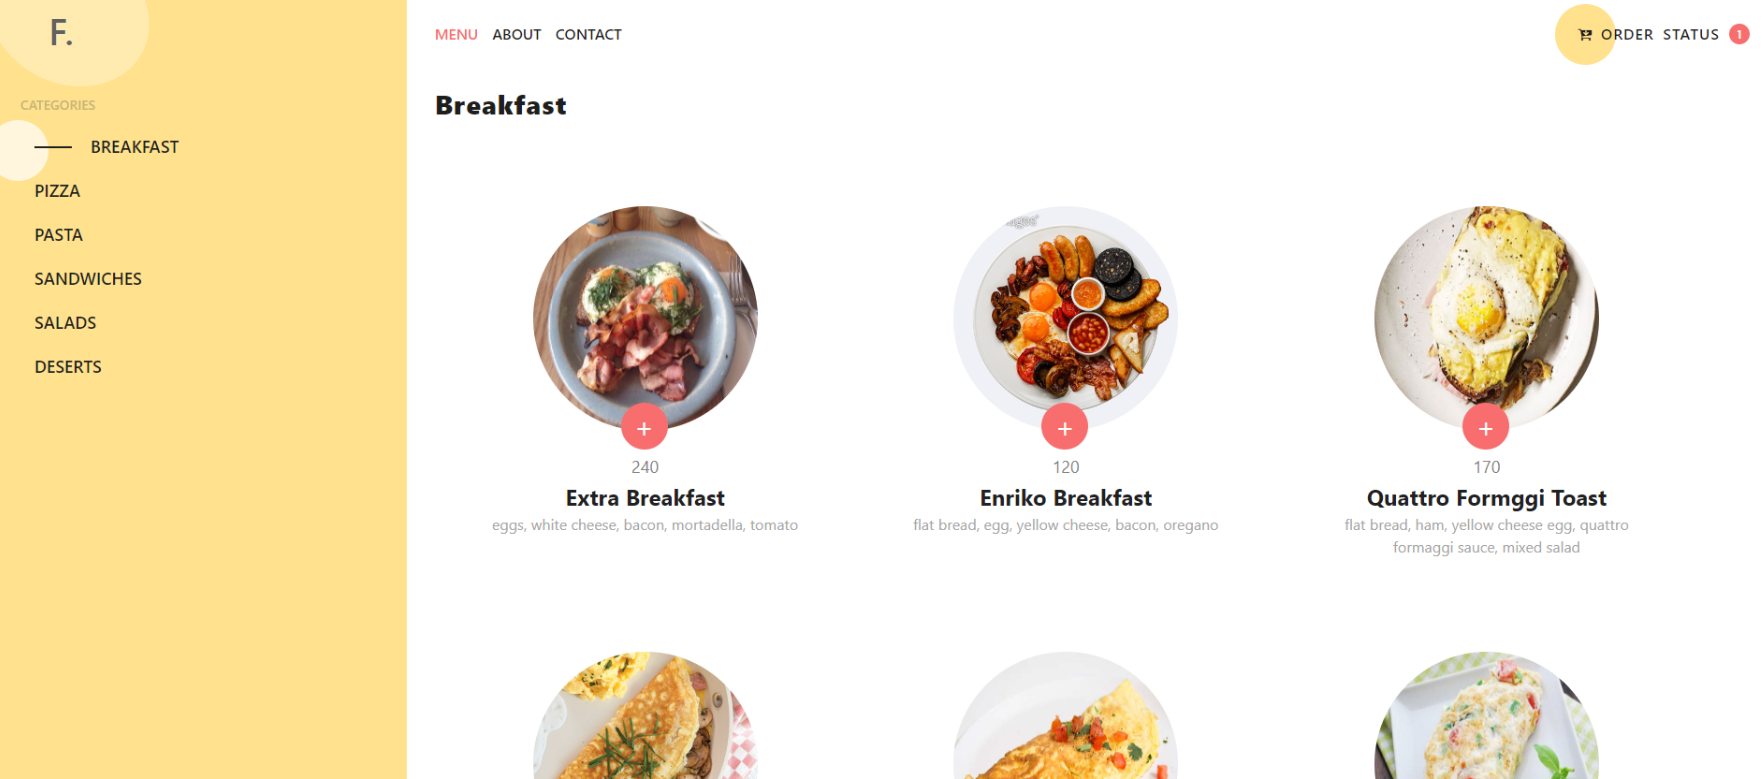 F.
MENU ABOUT CONTACT
ORDER STATUS 1
CATEGORIES
BREAKFAST
PIZZA
PASTA
SANDWICHES
SALADS
DESERTS
Breakfast
+
240
Extra Breakfast
eggs, white cheese, bacon, mortadella, tomato
+
120
Enriko Breakfast
flat bread, egg, yellow cheese, bacon, oregano
+
170
Quattro Formggi Toast
flat bread, ham, yellow cheese egg, quattro
formaggi sauce, mixed salad